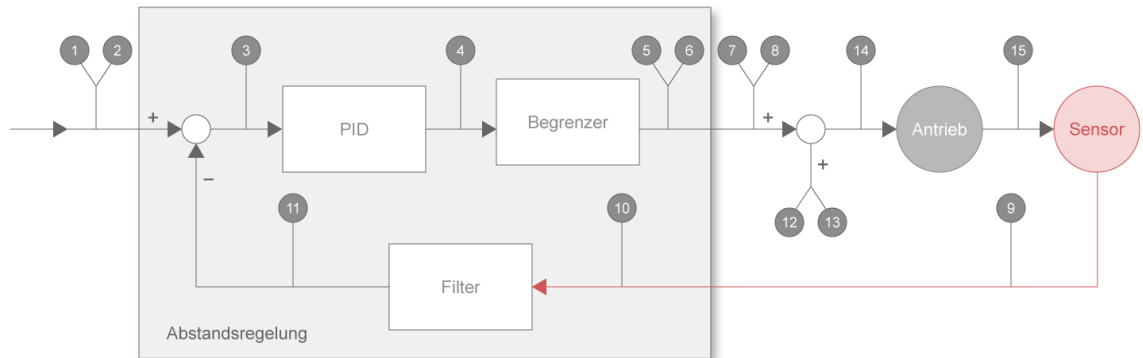 1 2 3 4 5 6 7 8 14 15
+ PID Begrenzer + Antrieb Sensor
− +
11 10 12 13 9
Filter
Abstandsregelung